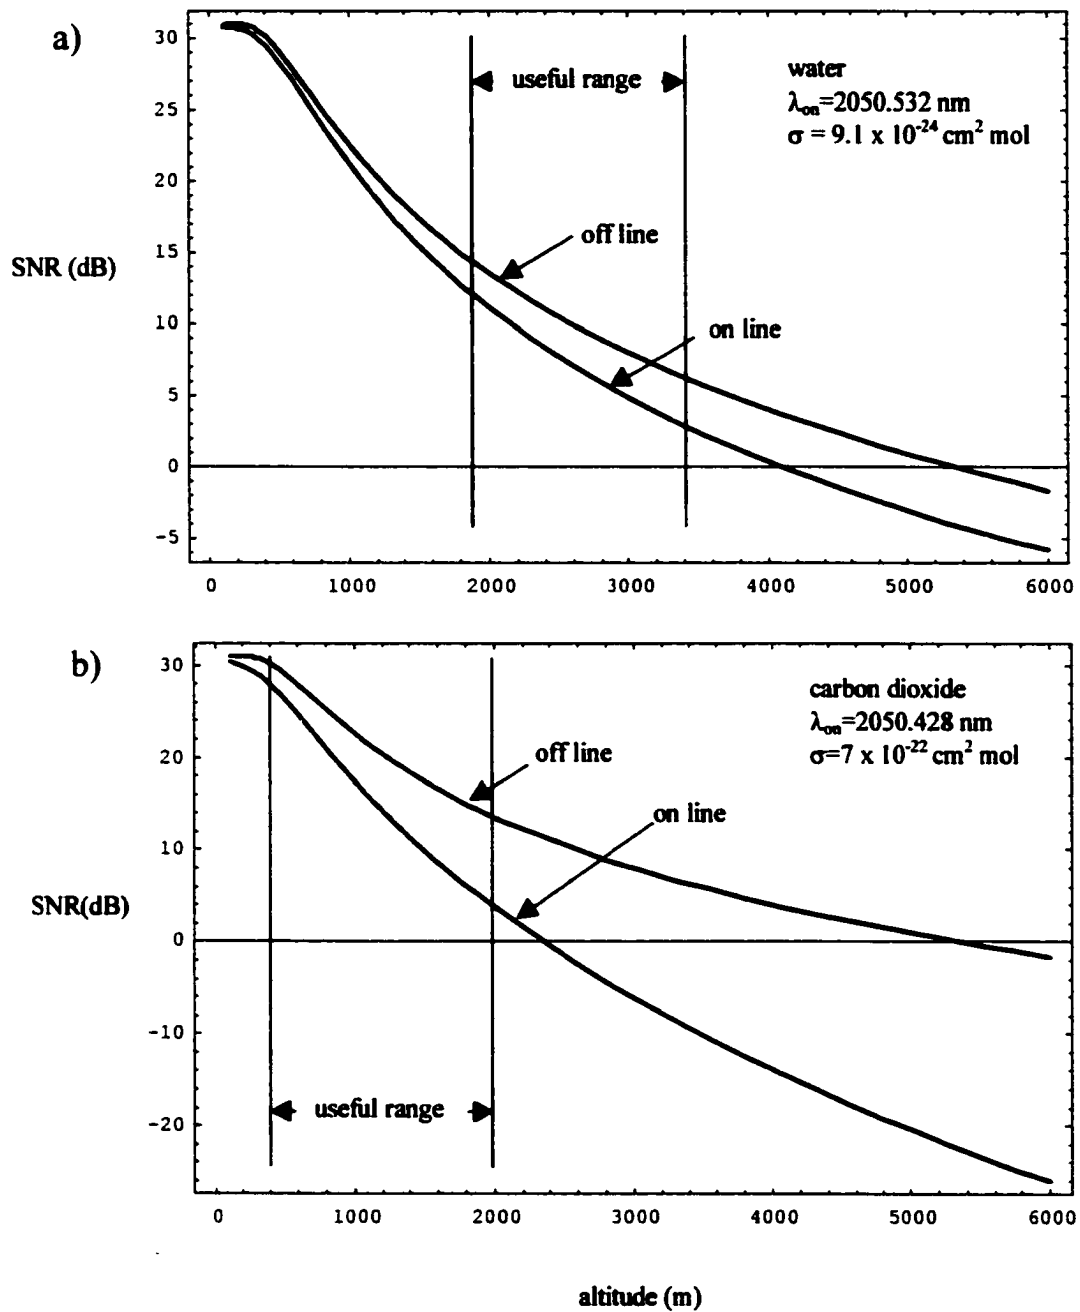 a)
30
25
20
15
10
5
0
-5
SNR (dB)
useful range
water
λon=2050.532 nm
σ = 9.1 x 10-24 cm2 mol
off line
on line
0 1000 2000 3000 4000 5000 6000
b)
30
20
10
0
-10
-20
SNR(dB)
carbon dioxide
λon=2050.428 nm
σ=7 x 10-22 cm2 mol
off line
on line
useful range
0 1000 2000 3000 4000 5000 6000
altitude (m)